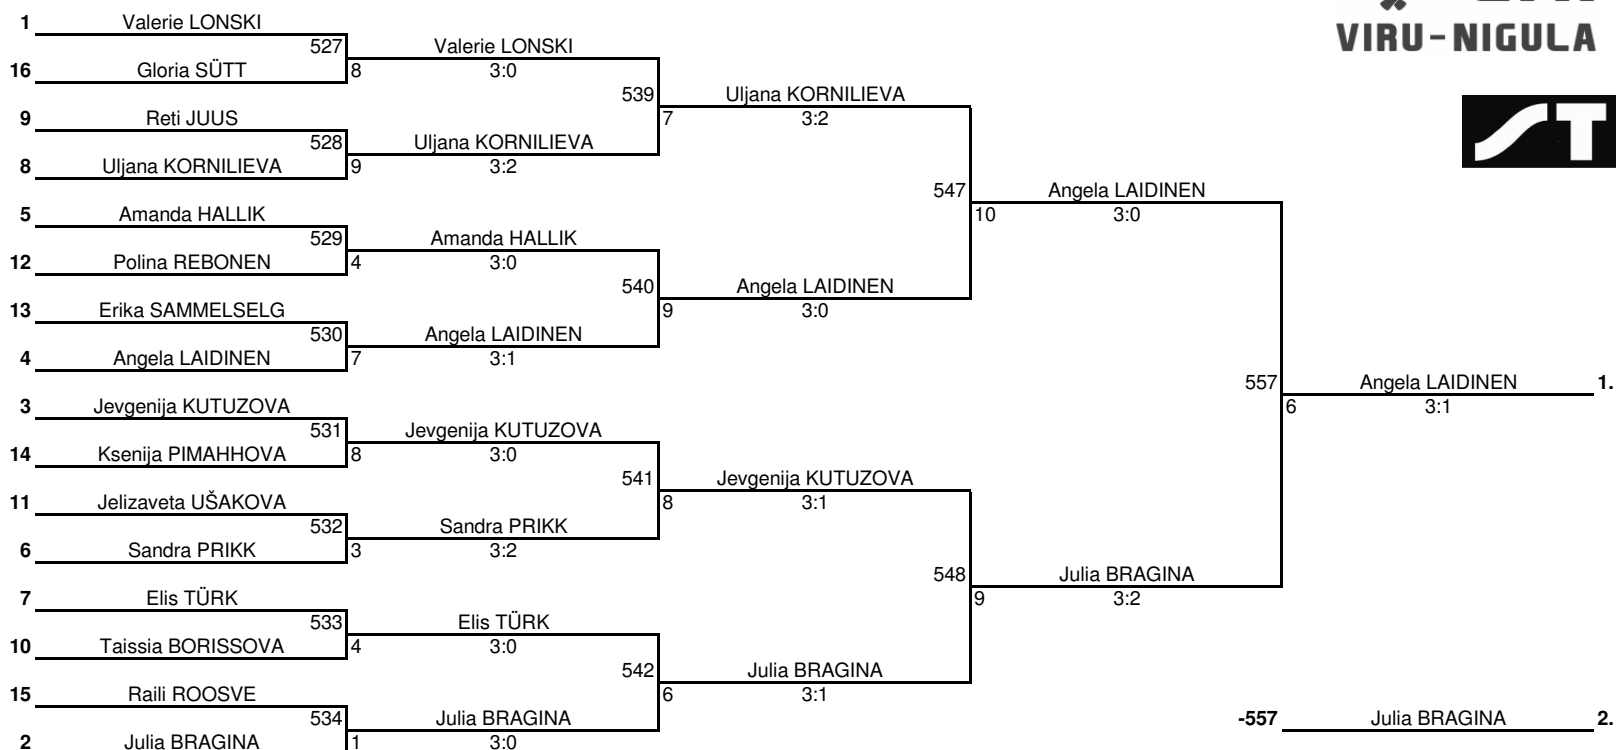 VIRU-NIGULA
ST
1 Valerie LONSKI
527 Valerie LONSKI
16 Gloria SÜTT 8 3:0
539 Uljana KORNILIEVA
9 Reti JUUS 7 3:2
528 Uljana KORNILIEVA
8 Uljana KORNILIEVA 9 3:2
547 Angela LAIDINEN
5 Amanda HALLIK 10 3:0
529 Amanda HALLIK
12 Polina REBONEN 4 3:0
540 Angela LAIDINEN
13 Erika SAMMELSELG 9 3:0
530 Angela LAIDINEN
4 Angela LAIDINEN 7 3:1
557 Angela LAIDINEN 1.
3 Jevgenija KUTUZOVA 6 3:1
531 Jevgenija KUTUZOVA
14 Ksenija PIMAHHOVA 8 3:0
541 Jevgenija KUTUZOVA
11 Jelizaveta UŠAKOVA 8 3:1
532 Sandra PRIKK
6 Sandra PRIKK 3 3:2
548 Julia BRAGINA
7 Elis TÜRK 9 3:2
533 Elis TÜRK
10 Taissia BORISSOVA 4 3:0
542 Julia BRAGINA
15 Raili ROOSVE 6 3:1
534 Julia BRAGINA -557 Julia BRAGINA 2.
2 Julia BRAGINA 1 3:0